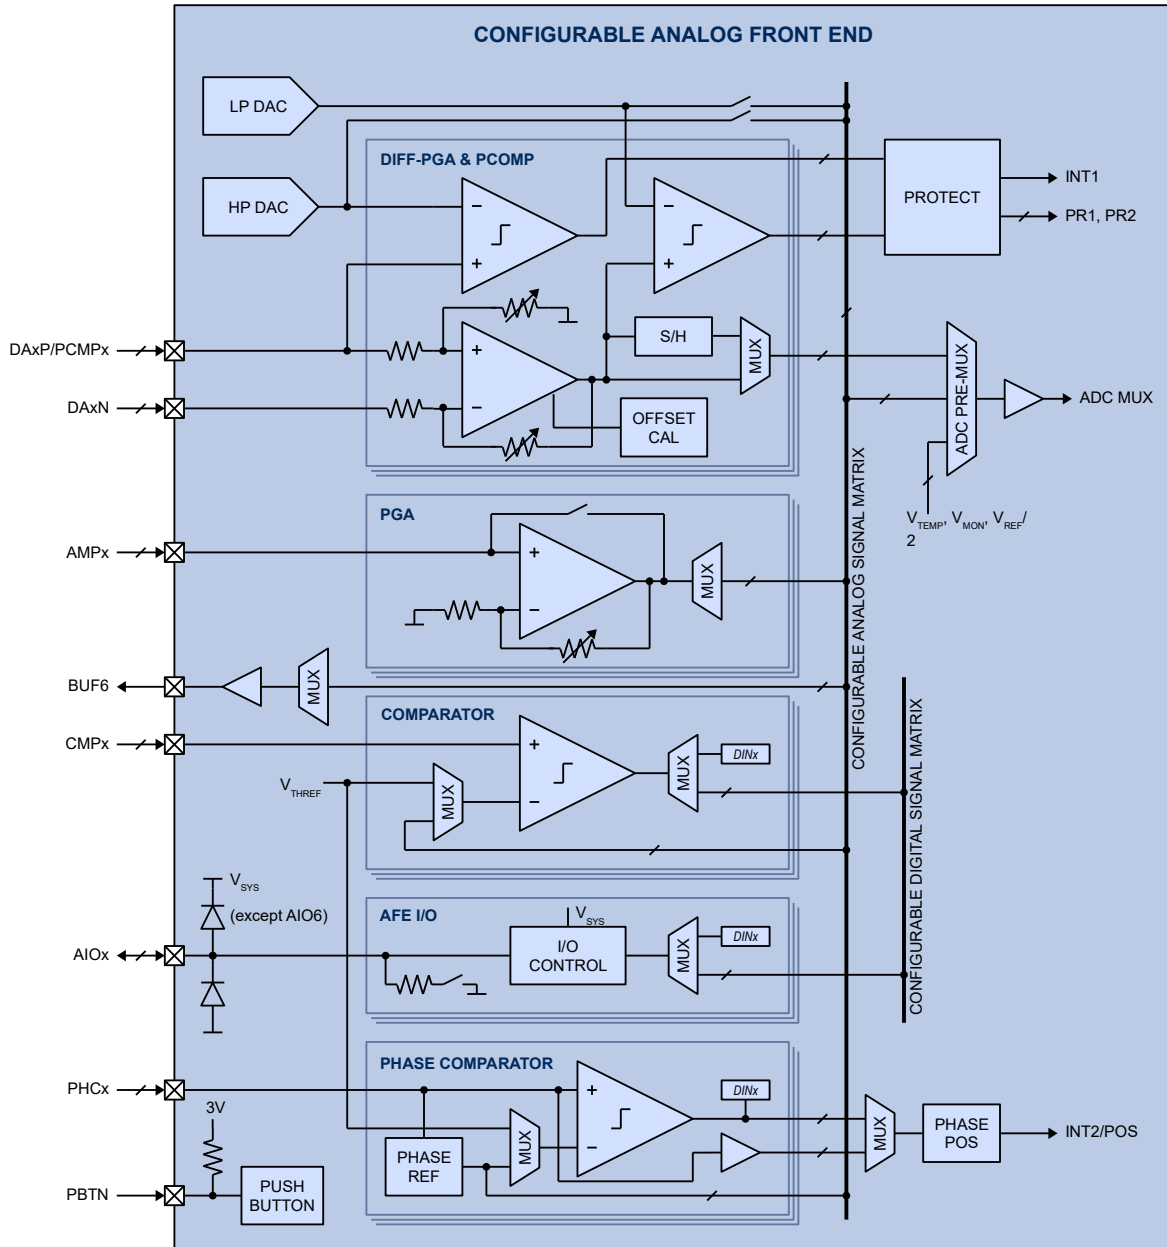 CONFIGURABLE ANALOG FRONT END
LP DAC
HP DAC
DIFF-PGA & PCOMP
PROTECT
INT1
PR1, PR2
DAxP/PCMPx
S/H
MUX
DAxN
OFFSET
CAL
ADC PRE-MUX
ADC MUX
VTEMP, VMON, VREF/
2
CONFIGURABLE ANALOG SIGNAL MATRIX
PGA
AMPx
MUX
BUF6
MUX
COMPARATOR
CMPx
VTHREF
MUX
MUX
DINx
CONFIGURABLE DIGITAL SIGNAL MATRIX
VSYS
(except AIO6)
AFE I/O
VSYS
AIOx
I/O
CONTROL
MUX
DINx
PHASE COMPARATOR
PHCx
3V
PHASE
REF
MUX
DINx
MUX
PHASE
POS
INT2/POS
PBTN
PUSH
BUTTON